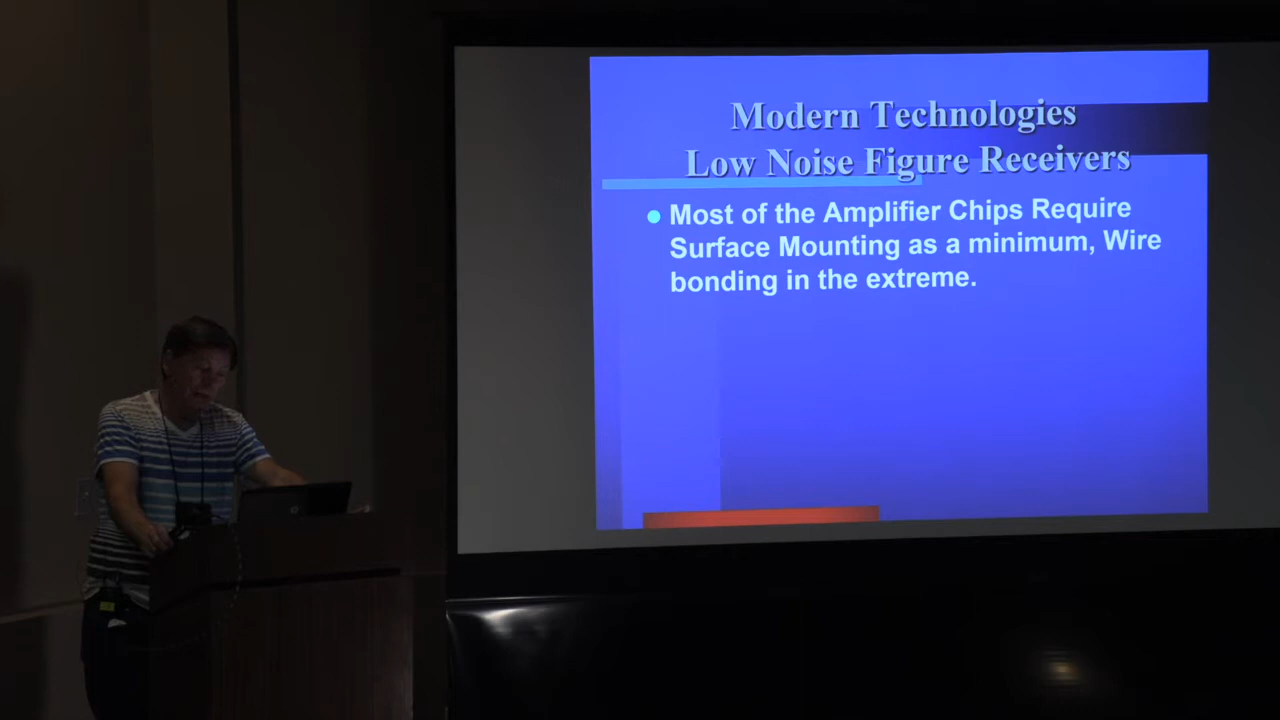 Modern Technologies
Low Noise Figure Receivers
Most of the Amplifier Chips Require
Surface Mounting as a minimum, Wire
bonding in the extreme.